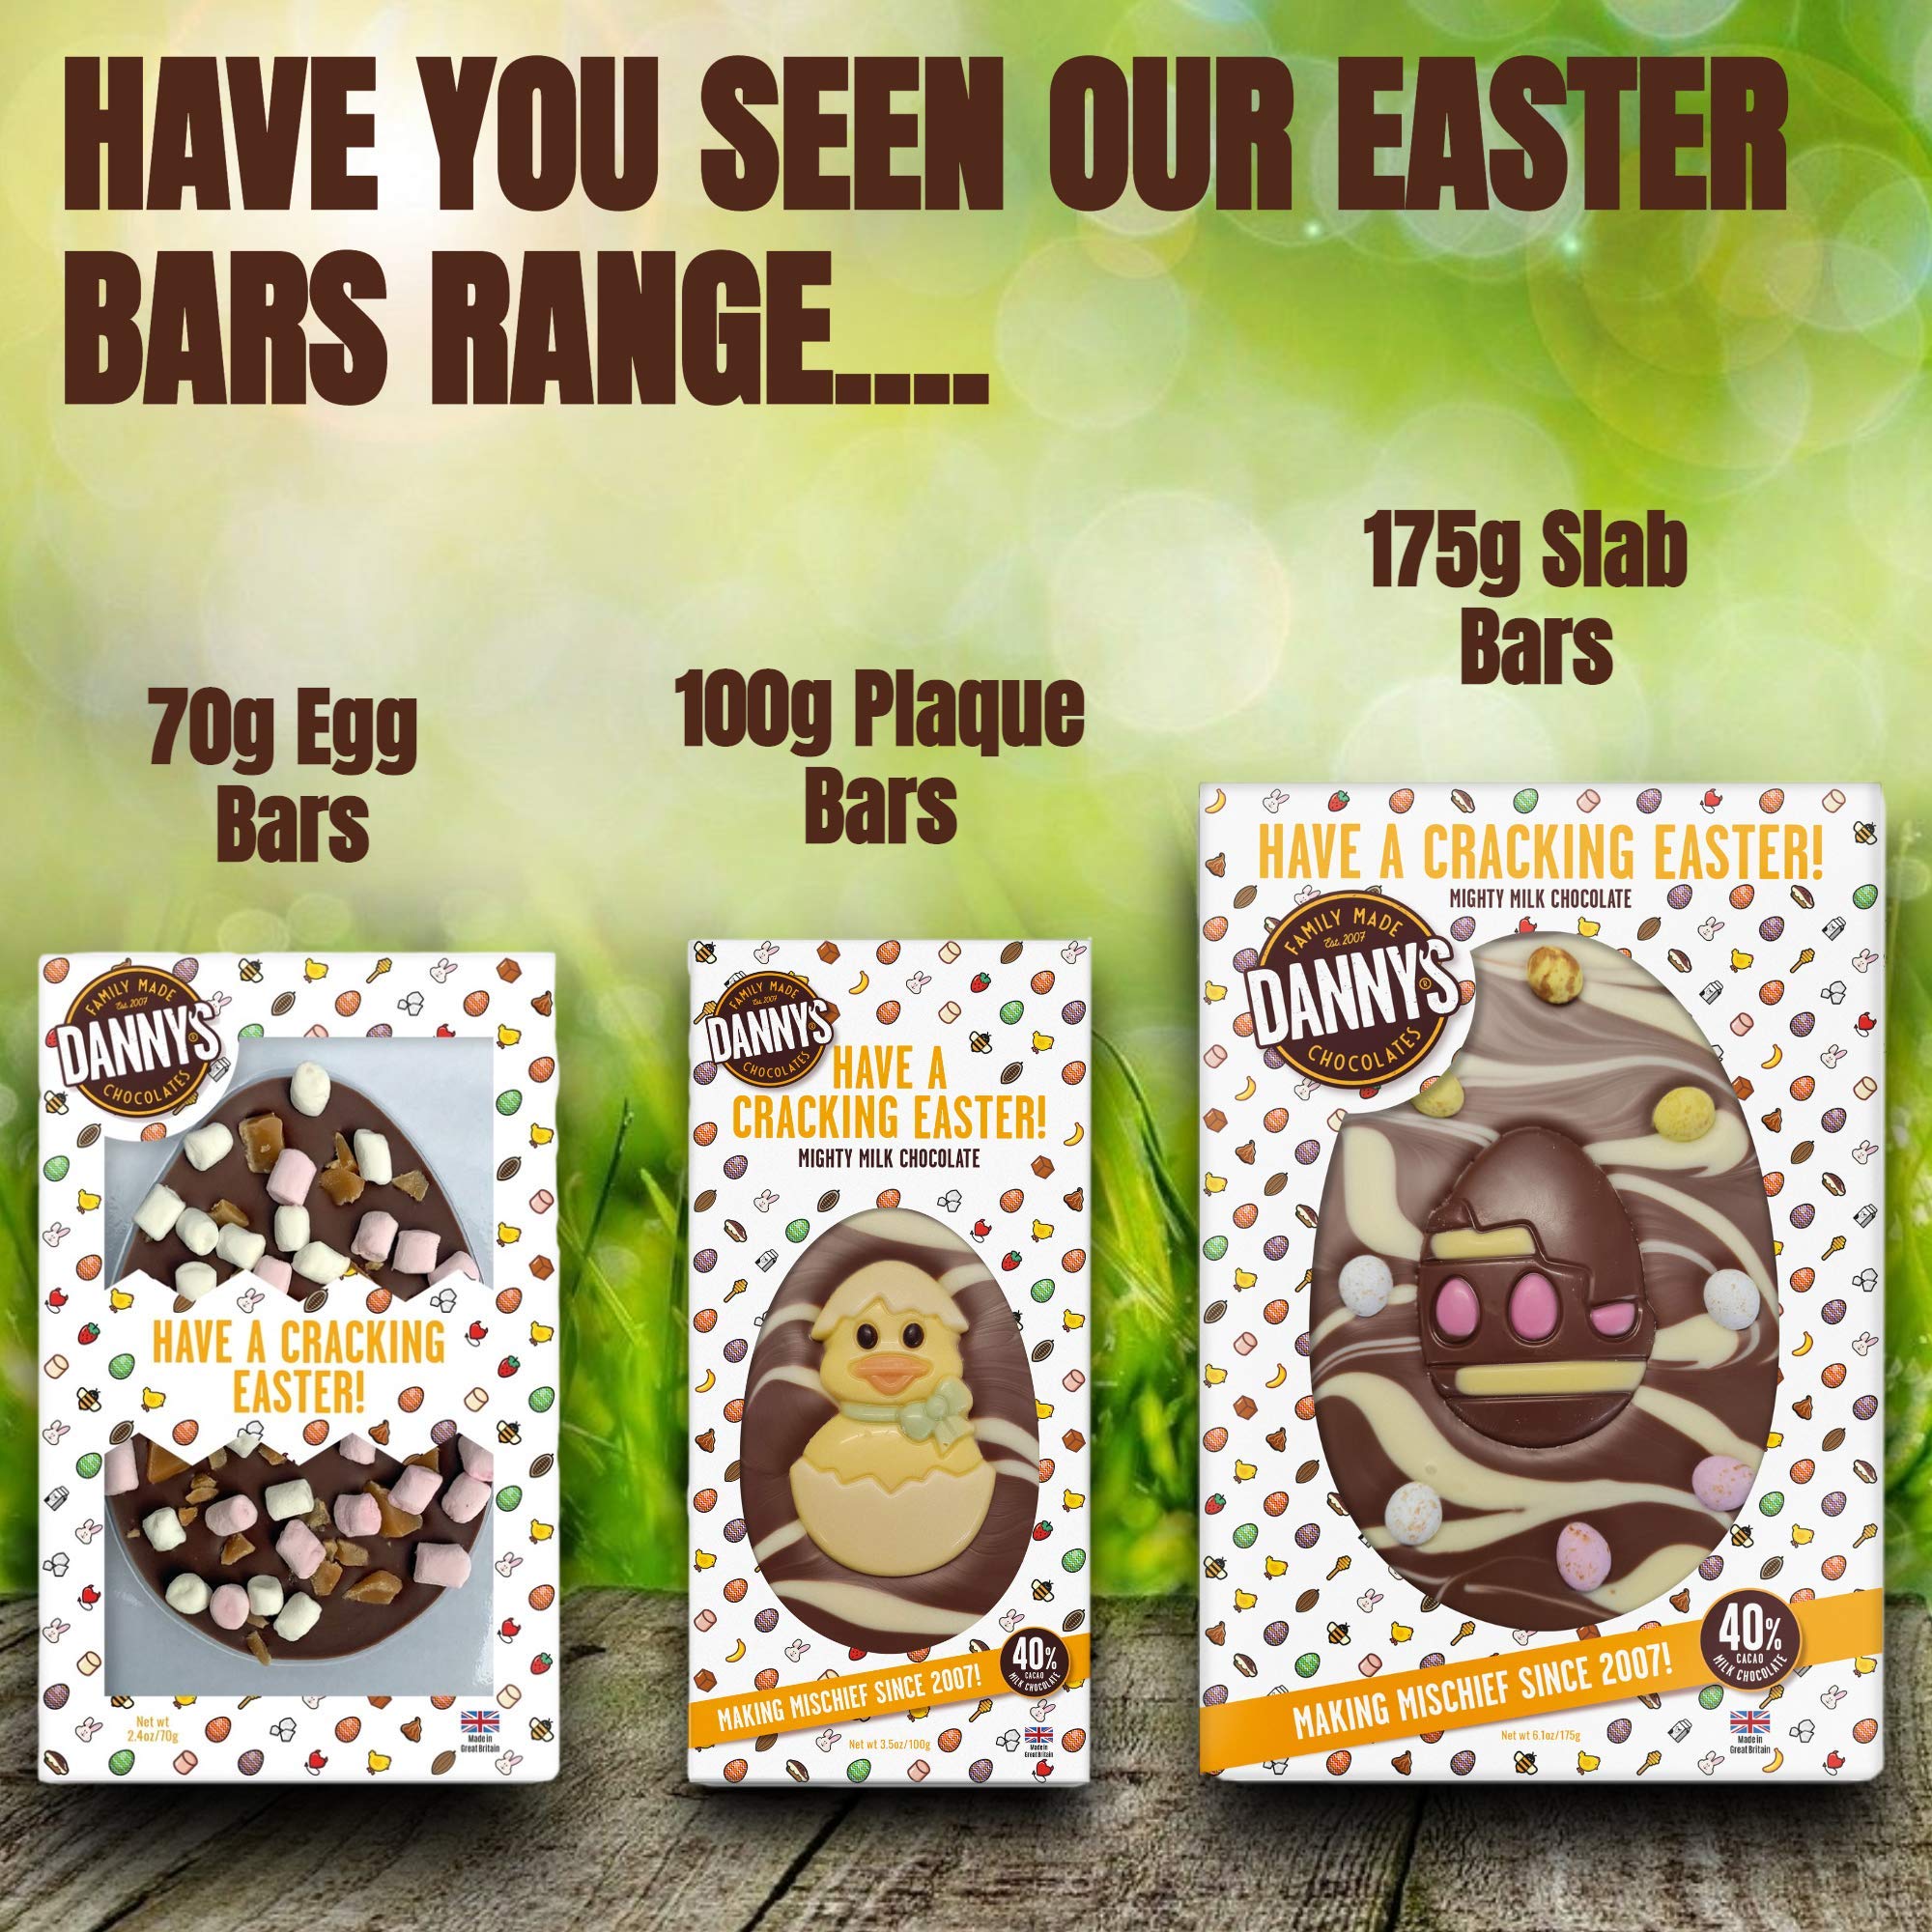 HAVE YOU SEEN OUR EASTER
BARS RANGE....
70g Egg
Bars
100g Plaque
Bars
175g Slab
Bars
FAMILY MADE
Est. 2007
DANNY'S®
CHOCOLATES
HAVE A CRACKING
EASTER!
Net wt
2.4oz/70g
Made in
Great Britain
FAMILY MADE
Est. 2007
DANNY'S®
CHOCOLATES
HAVE A
CRACKING EASTER!
MIGHTY MILK CHOCOLATE
40%
CACAO
MILK CHOCOLATE
MAKING MISCHIEF SINCE 2007!
Net wt 3.5oz/100g
Made in
Great Britain
HAVE A CRACKING EASTER!
MIGHTY MILK CHOCOLATE
FAMILY MADE
Est. 2007
DANNY'S®
CHOCOLATES
40%
CACAO
MILK CHOCOLATE
MAKING MISCHIEF SINCE 2007!
Net wt 6.1oz/175g
Made in
Great Britain